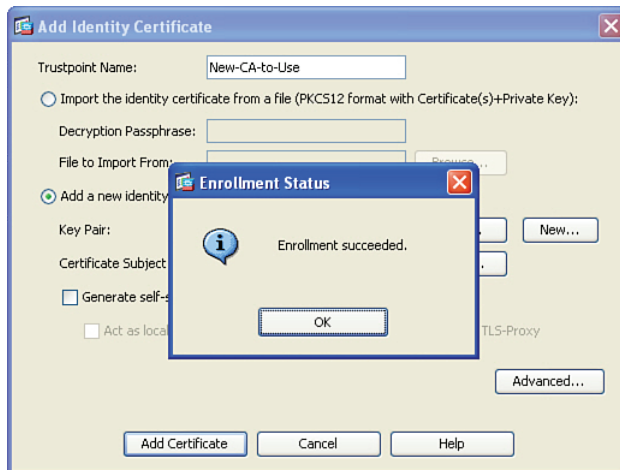 Add Identity Certificate
Trustpoint Name: New-CA-to-Use
Import the identity certificate from a file (PKCS12 format with Certificate(s)+Private Key):
Decryption Passphrase:
File to Import From:
Enrollment Status
Add a new identity
Key Pair: New...
Enrollment succeeded.
Certificate Subject
Generate self-s
OK
Act as local TLS-Proxy
Advanced...
Add Certificate Cancel Help